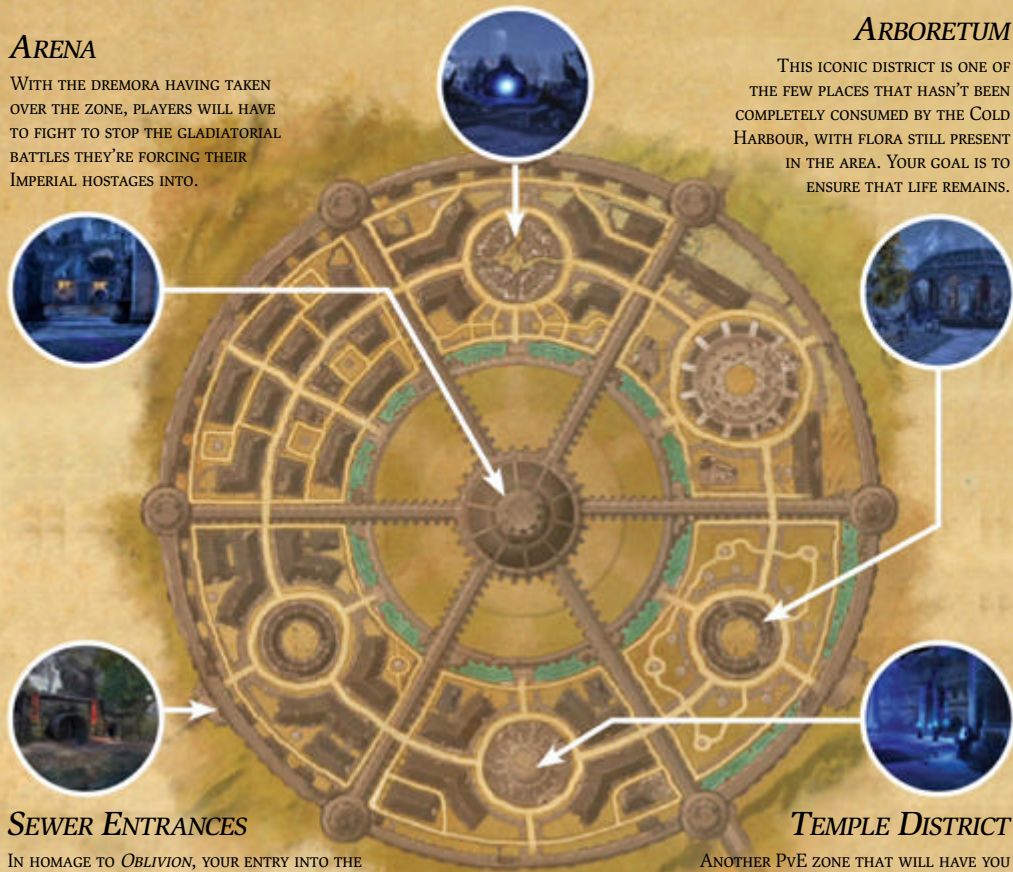 ARENA
WITH THE DREMORA HAVING TAKEN
OVER THE ZONE, PLAYERS WILL HAVE
TO FIGHT TO STOP THE GLADIATORIAL
BATTLES THEY'RE FORCING THEIR
IMPERIAL HOSTAGES INTO.
ARBORETUM
THIS ICONIC DISTRICT IS ONE OF
THE FEW PLACES THAT HASN'T BEEN
COMPLETELY CONSUMED BY THE COLD
HARBOUR, WITH FLORA STILL PRESENT
IN THE AREA. YOUR GOAL IS TO
ENSURE THAT LIFE REMAINS.
SEWER ENTRANCES
IN HOMAGE TO OBLIVION, YOUR ENTRY INTO THE
TEMPLE DISTRICT
ANOTHER PVE ZONE THAT WILL HAVE YOU